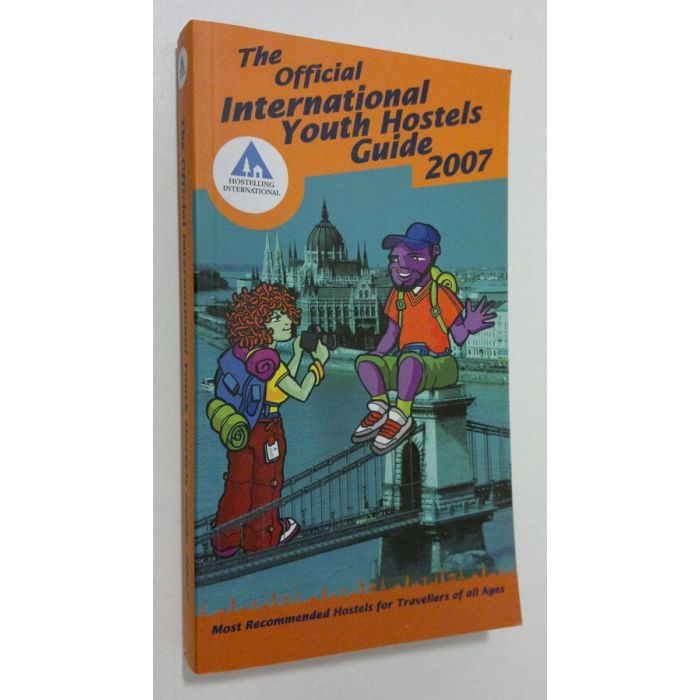 The
Official
International
Youth Hostels
Guide
2007
HOSTELLING
INTERNATIONAL
Most Recommended Hostels for Travellers of all Ages
The Official International Youth Hostels Guide